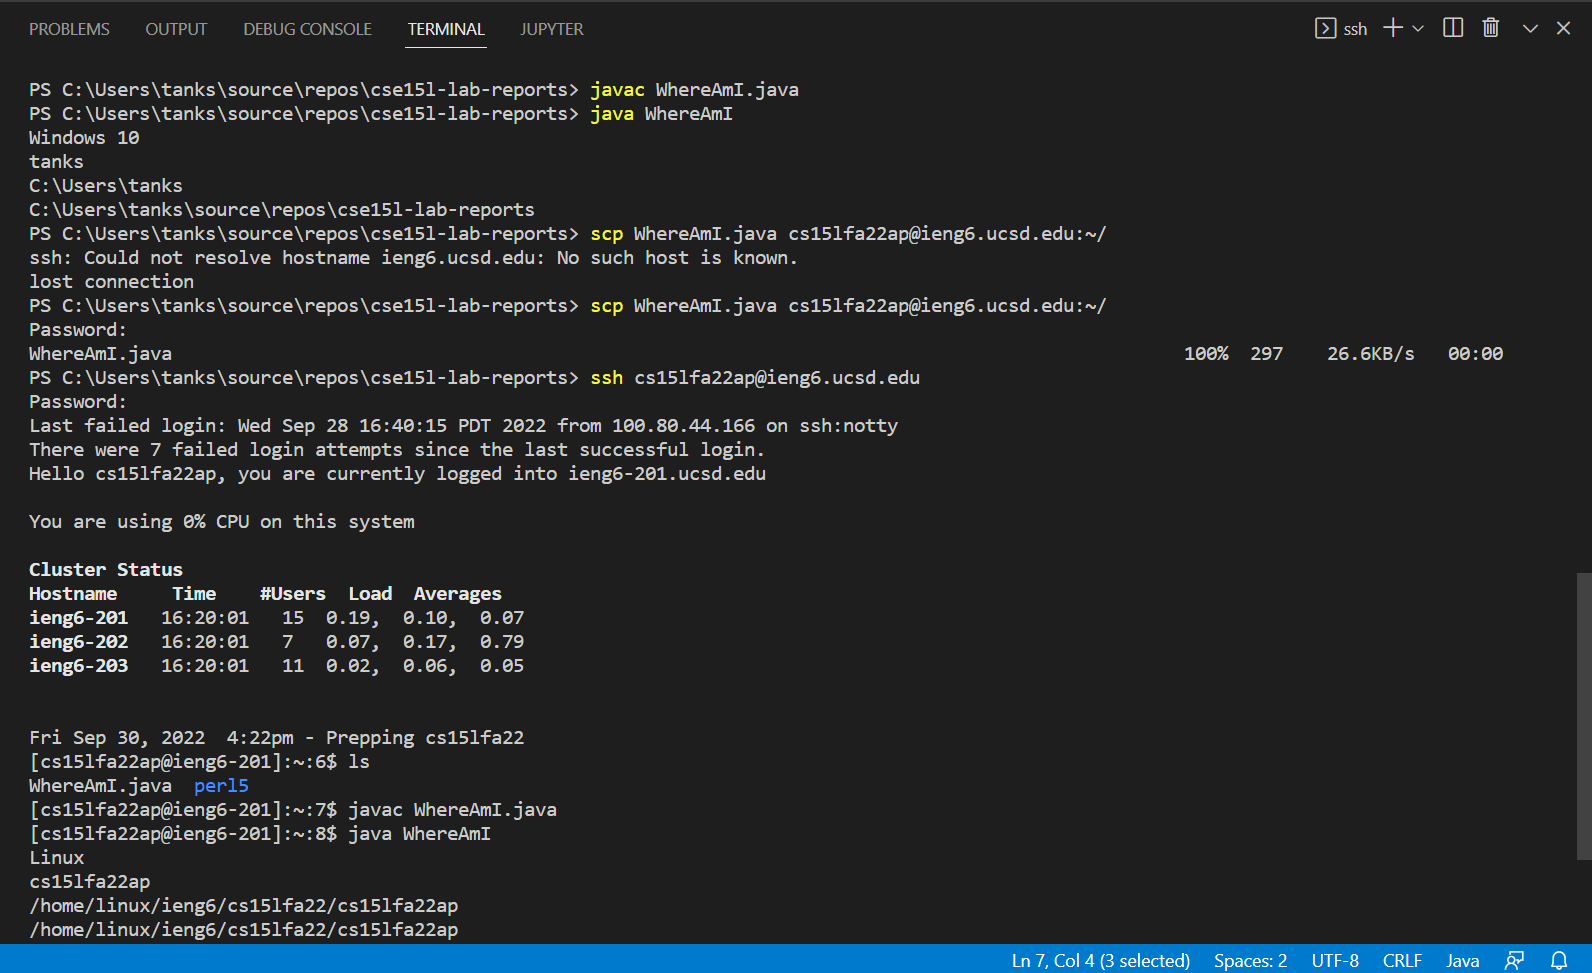 PROBLEMS OUTPUT DEBUG CONSOLE TERMINAL JUPYTER ssh
PS C:\Users\tanks\source\repos\cse15l-lab-reports> javac WhereAmI.java
PS C:\Users\tanks\source\repos\cse15l-lab-reports> java WhereAmI
Windows 10
tanks
C:\Users\tanks
C:\Users\tanks\source\repos\cse15l-lab-reports
PS C:\Users\tanks\source\repos\cse15l-lab-reports> scp WhereAmI.java cs15lfa22ap@ieng6.ucsd.edu:~/
ssh: Could not resolve hostname ieng6.ucsd.edu: No such host is known.
lost connection
PS C:\Users\tanks\source\repos\cse15l-lab-reports> scp WhereAmI.java cs15lfa22ap@ieng6.ucsd.edu:~/
Password:
WhereAmI.java 100% 297 26.6KB/s 00:00
PS C:\Users\tanks\source\repos\cse15l-lab-reports> ssh cs15lfa22ap@ieng6.ucsd.edu
Password:
Last failed login: Wed Sep 28 16:40:15 PDT 2022 from 100.80.44.166 on ssh:notty
There were 7 failed login attempts since the last successful login.
Hello cs15lfa22ap, you are currently logged into ieng6-201.ucsd.edu
You are using 0% CPU on this system
Cluster Status
Hostname Time #Users Load Averages
ieng6-201 16:20:01 15 0.19, 0.10, 0.07
ieng6-202 16:20:01 7 0.07, 0.17, 0.79
ieng6-203 16:20:01 11 0.02, 0.06, 0.05
Fri Sep 30, 2022 4:22pm - Prepping cs15lfa22
[cs15lfa22ap@ieng6-201]:~:6$ ls
WhereAmI.java perl5
[cs15lfa22ap@ieng6-201]:~:7$ javac WhereAmI.java
[cs15lfa22ap@ieng6-201]:~:8$ java WhereAmI
Linux
cs15lfa22ap
/home/linux/ieng6/cs15lfa22/cs15lfa22ap
/home/linux/ieng6/cs15lfa22/cs15lfa22ap
Ln 7, Col 4 (3 selected) Spaces: 2 UTF-8 CRLF Java